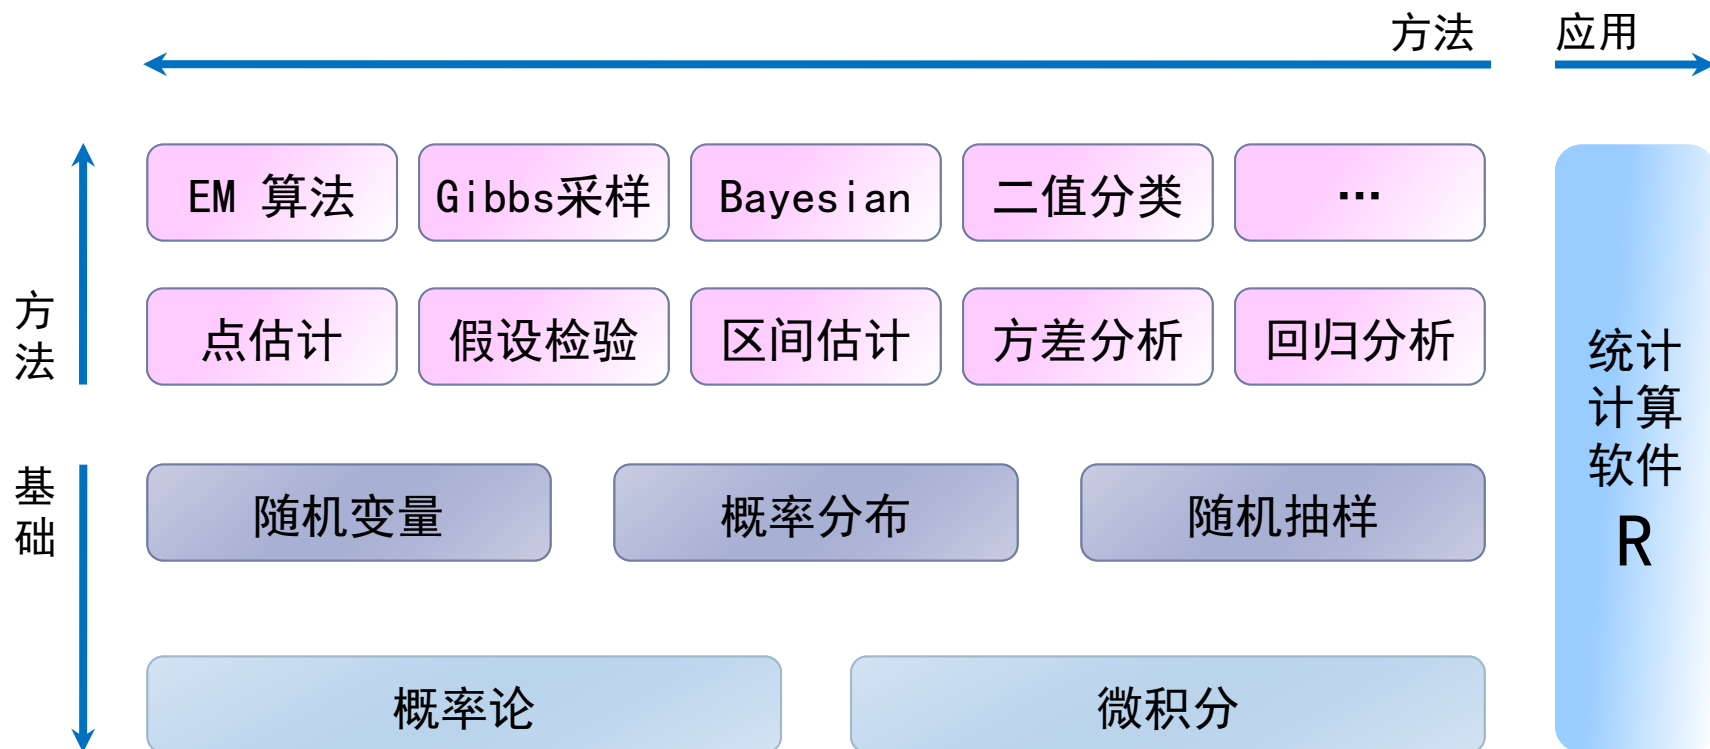 方法 应用
EM 算法 Gibbs采样 Bayesian 二值分类 …
方法
点估计 假设检验 区间估计 方差分析 回归分析
统计
计算
软件
R
基础
随机变量 概率分布 随机抽样
概率论 微积分